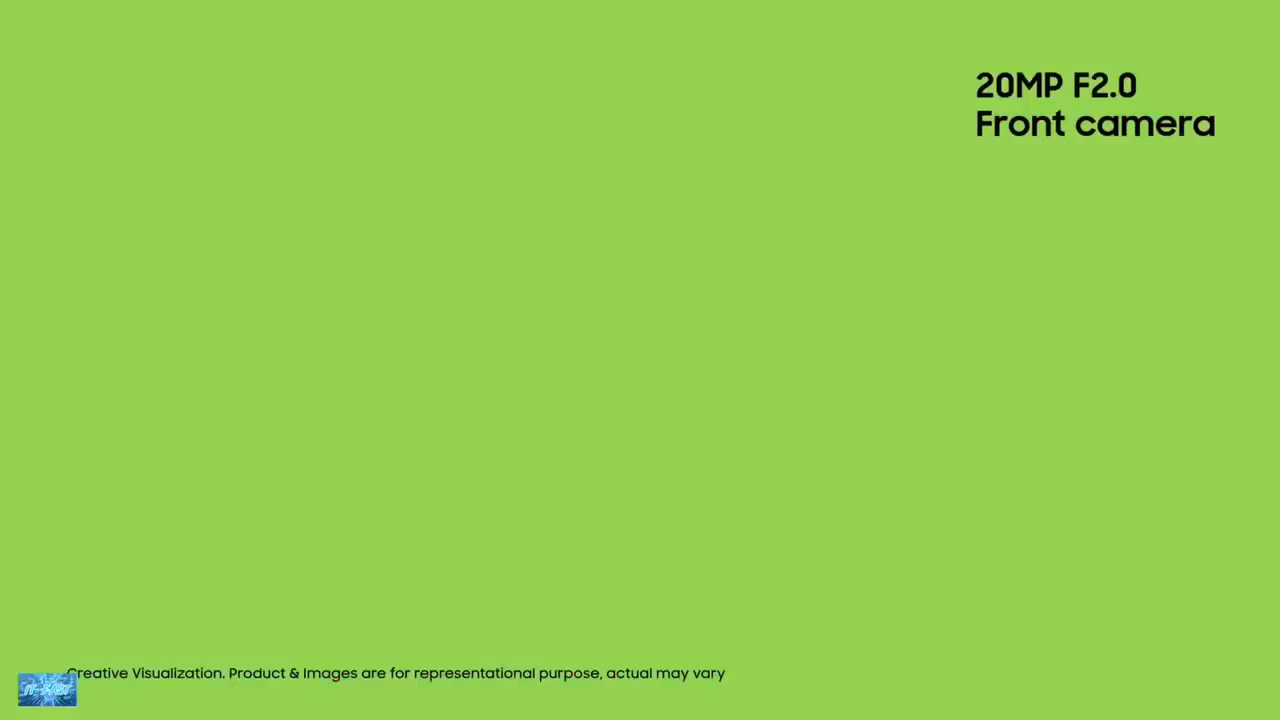 20MP F2.0
Front camera
Creative Visualization. Product & Images are for representational purpose, actual may vary